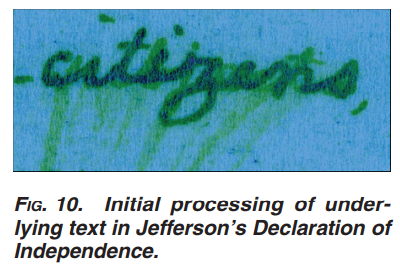 -citizens,
FIG. 10. Initial processing of under-
lying text in Jefferson's Declaration of
Independence.